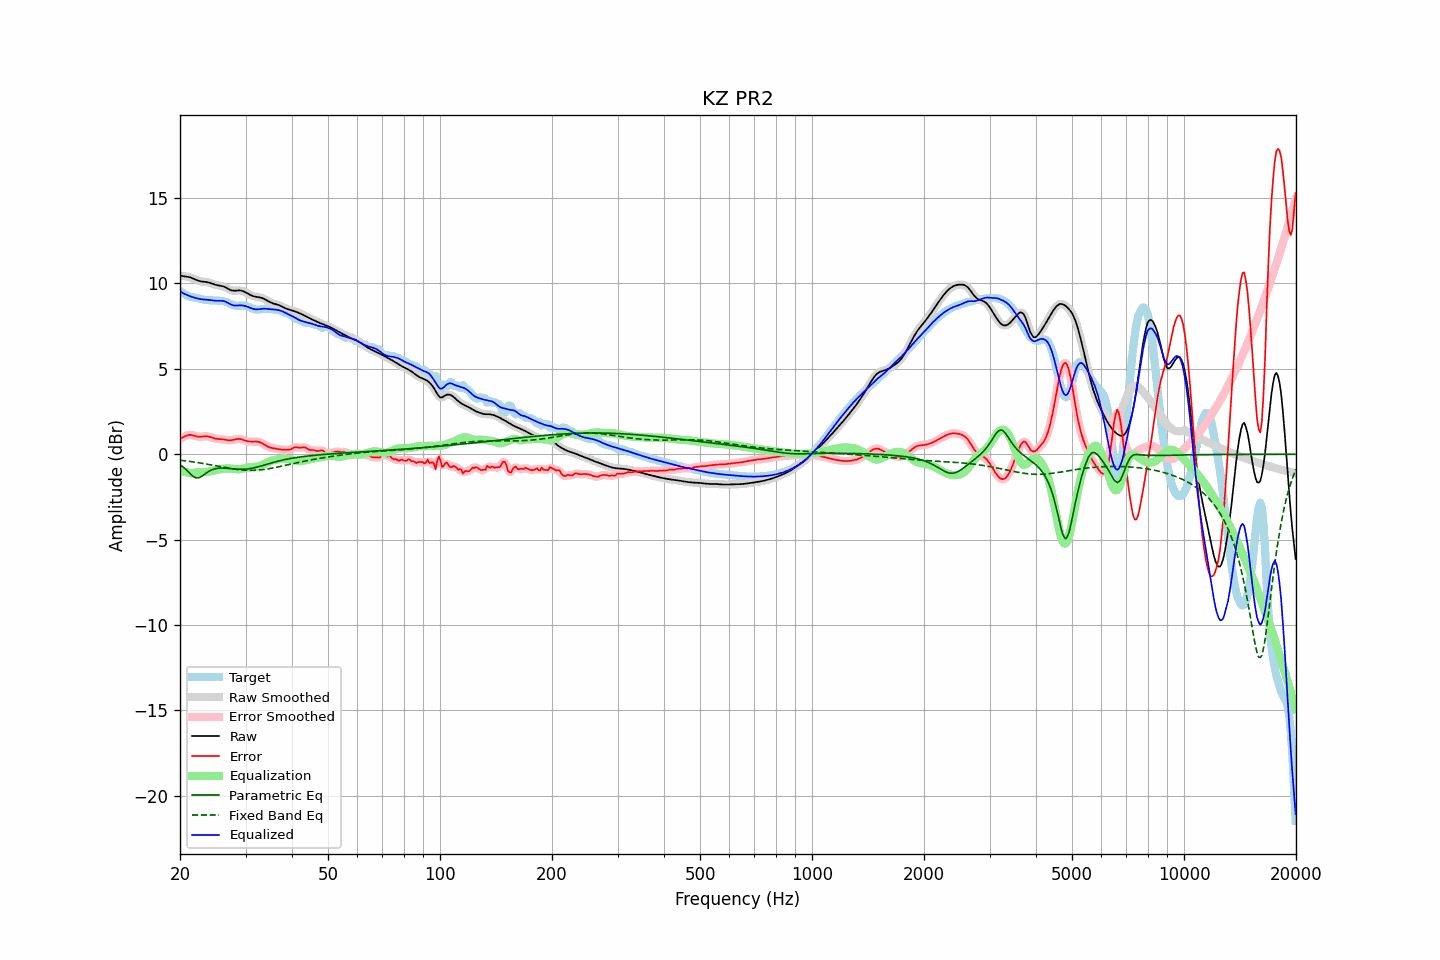 KZ PR2
Amplitude (dBr)
15
10
5
0
−5
−10
−15
−20
Target
Raw Smoothed
Error Smoothed
Raw
Error
Equalization
Parametric Eq
Fixed Band Eq
Equalized
20
50
100
200
500
1000
2000
5000
10000
20000
Frequency (Hz)